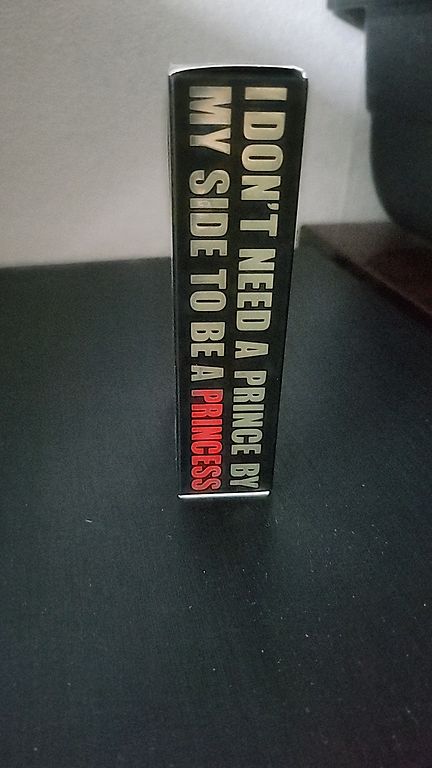 I DON'T NEED A PRINCE BY
MY SIDE TO BE A PRINCESS